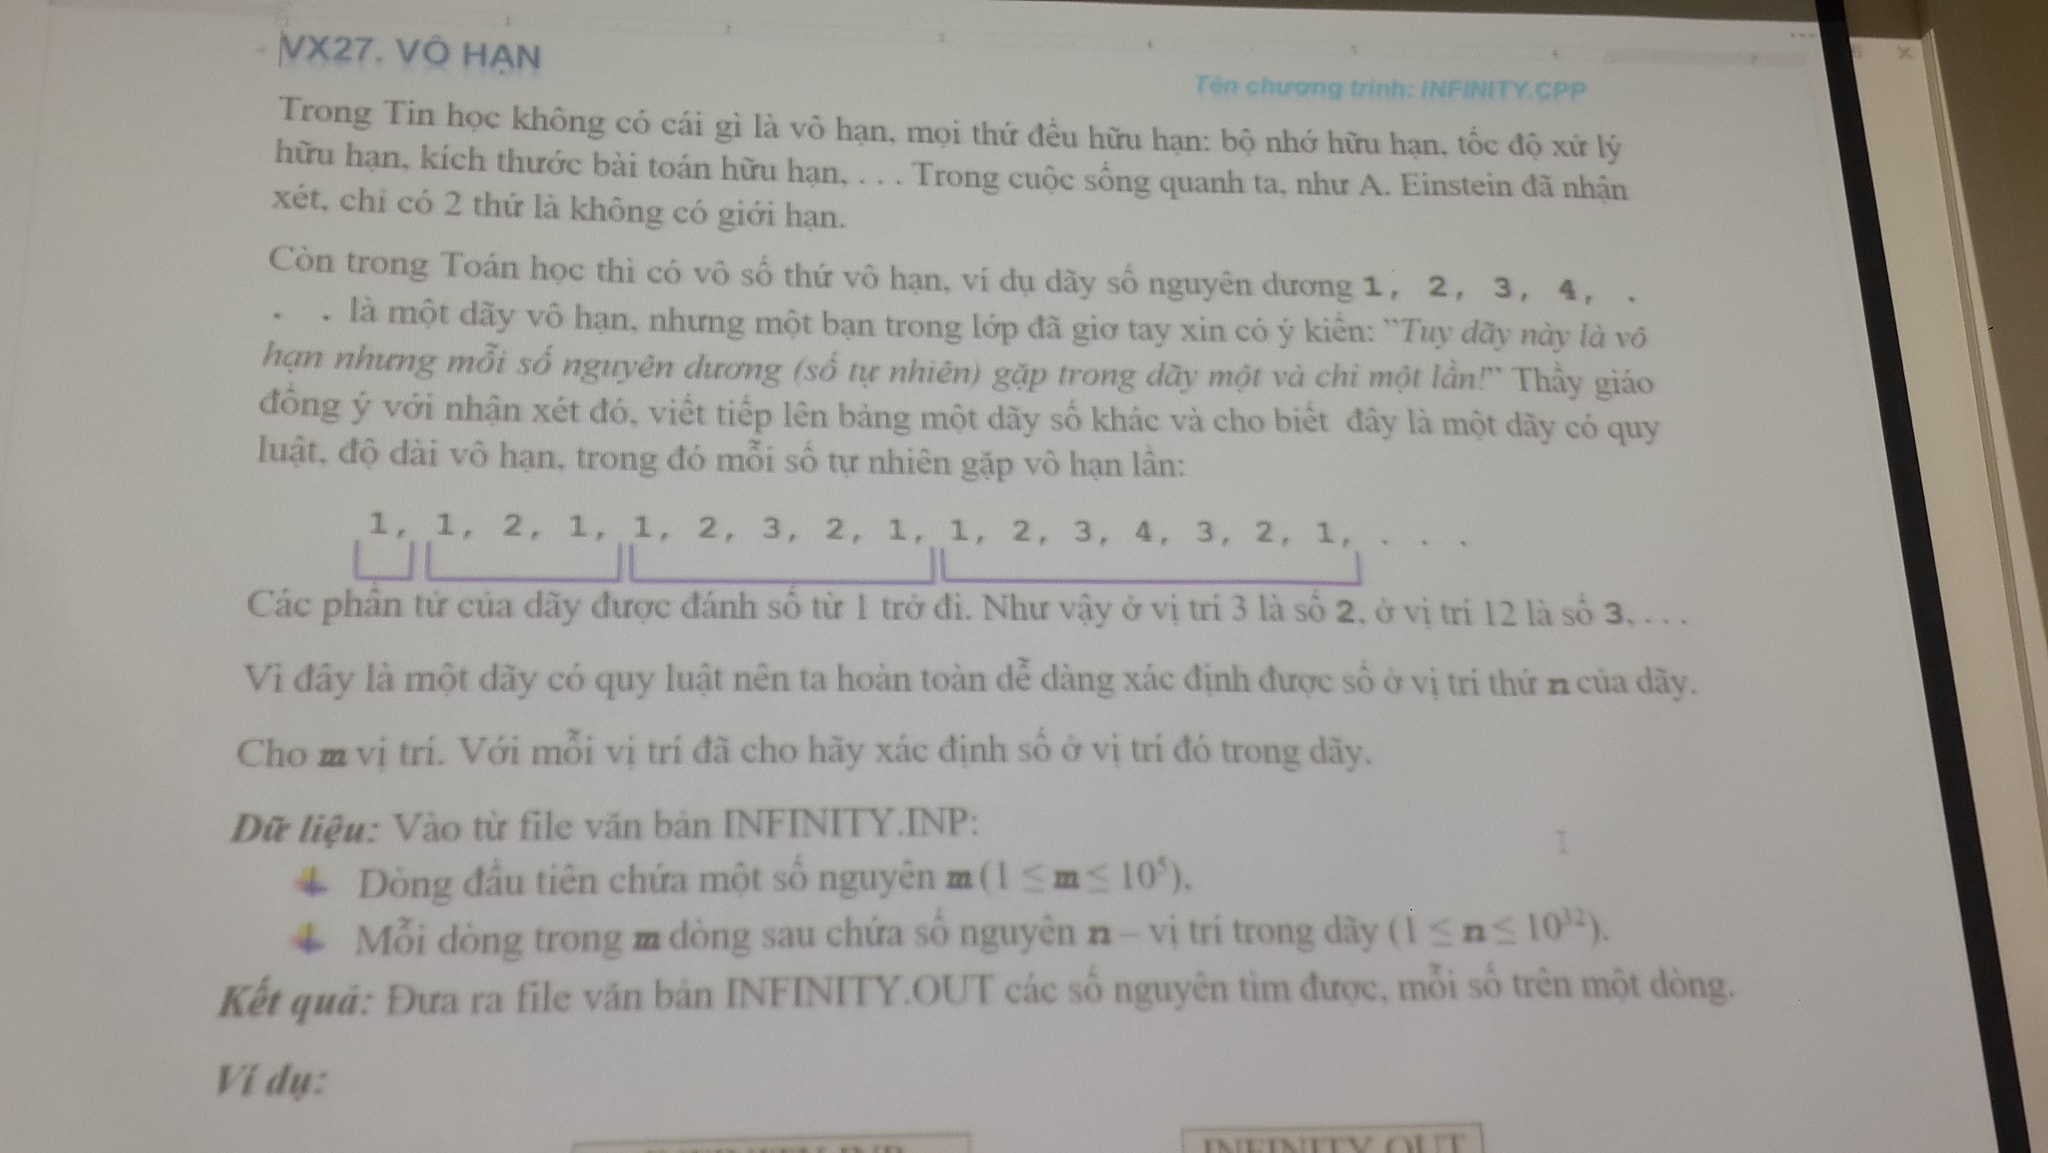 VX27. VÔ HẠN
Tên chương trình: INFINITY.CPP
Trong Tin học không có cái gì là vô hạn, mọi thứ đều hữu hạn: bộ nhớ hữu hạn, tốc độ xử lý
hữu hạn, kích thước bài toán hữu hạn, . . . Trong cuộc sống quanh ta, như A. Einstein đã nhận
xét, chỉ có 2 thứ là không có giới hạn.
Còn trong Toán học thì có vô số thứ vô hạn, ví dụ dãy số nguyên dương 1, 2, 3, 4, .
. . là một dãy vô hạn, nhưng một bạn trong lớp đã giơ tay xin có ý kiến: “Tuy dãy này là vô
hạn nhưng mỗi số nguyên dương (số tự nhiên) gặp trong dãy một và chỉ một lần!” Thầy giáo
đồng ý với nhận xét đó, viết tiếp lên bảng một dãy số khác và cho biết đây là một dãy có quy
luật, độ dài vô hạn, trong đó mỗi số tự nhiên gặp vô hạn lần:
1, 1, 2, 1, 1, 2, 3, 2, 1, 1, 2, 3, 4, 3, 2, 1, . . .
Các phần tử của dãy được đánh số từ 1 trở đi. Như vậy ở vị trí 3 là số 2, ở vị trí 12 là số 3, . . .
Vì đây là một dãy có quy luật nên ta hoàn toàn dễ dàng xác định được số ở vị trí thứ n của dãy.
Cho m vị trí. Với mỗi vị trí đã cho hãy xác định số ở vị trí đó trong dãy.
Dữ liệu: Vào từ file văn bản INFINITY.INP:
Dòng đầu tiên chứa một số nguyên m (1 ≤ m ≤ 10⁵),
Mỗi dòng trong m dòng sau chứa số nguyên n – vị trí trong dãy (1 ≤ n ≤ 10³²).
Kết quả: Đưa ra file văn bản INFINITY.OUT các số nguyên tìm được, mỗi số trên một dòng.
Ví dụ:
INFINITY.OUT